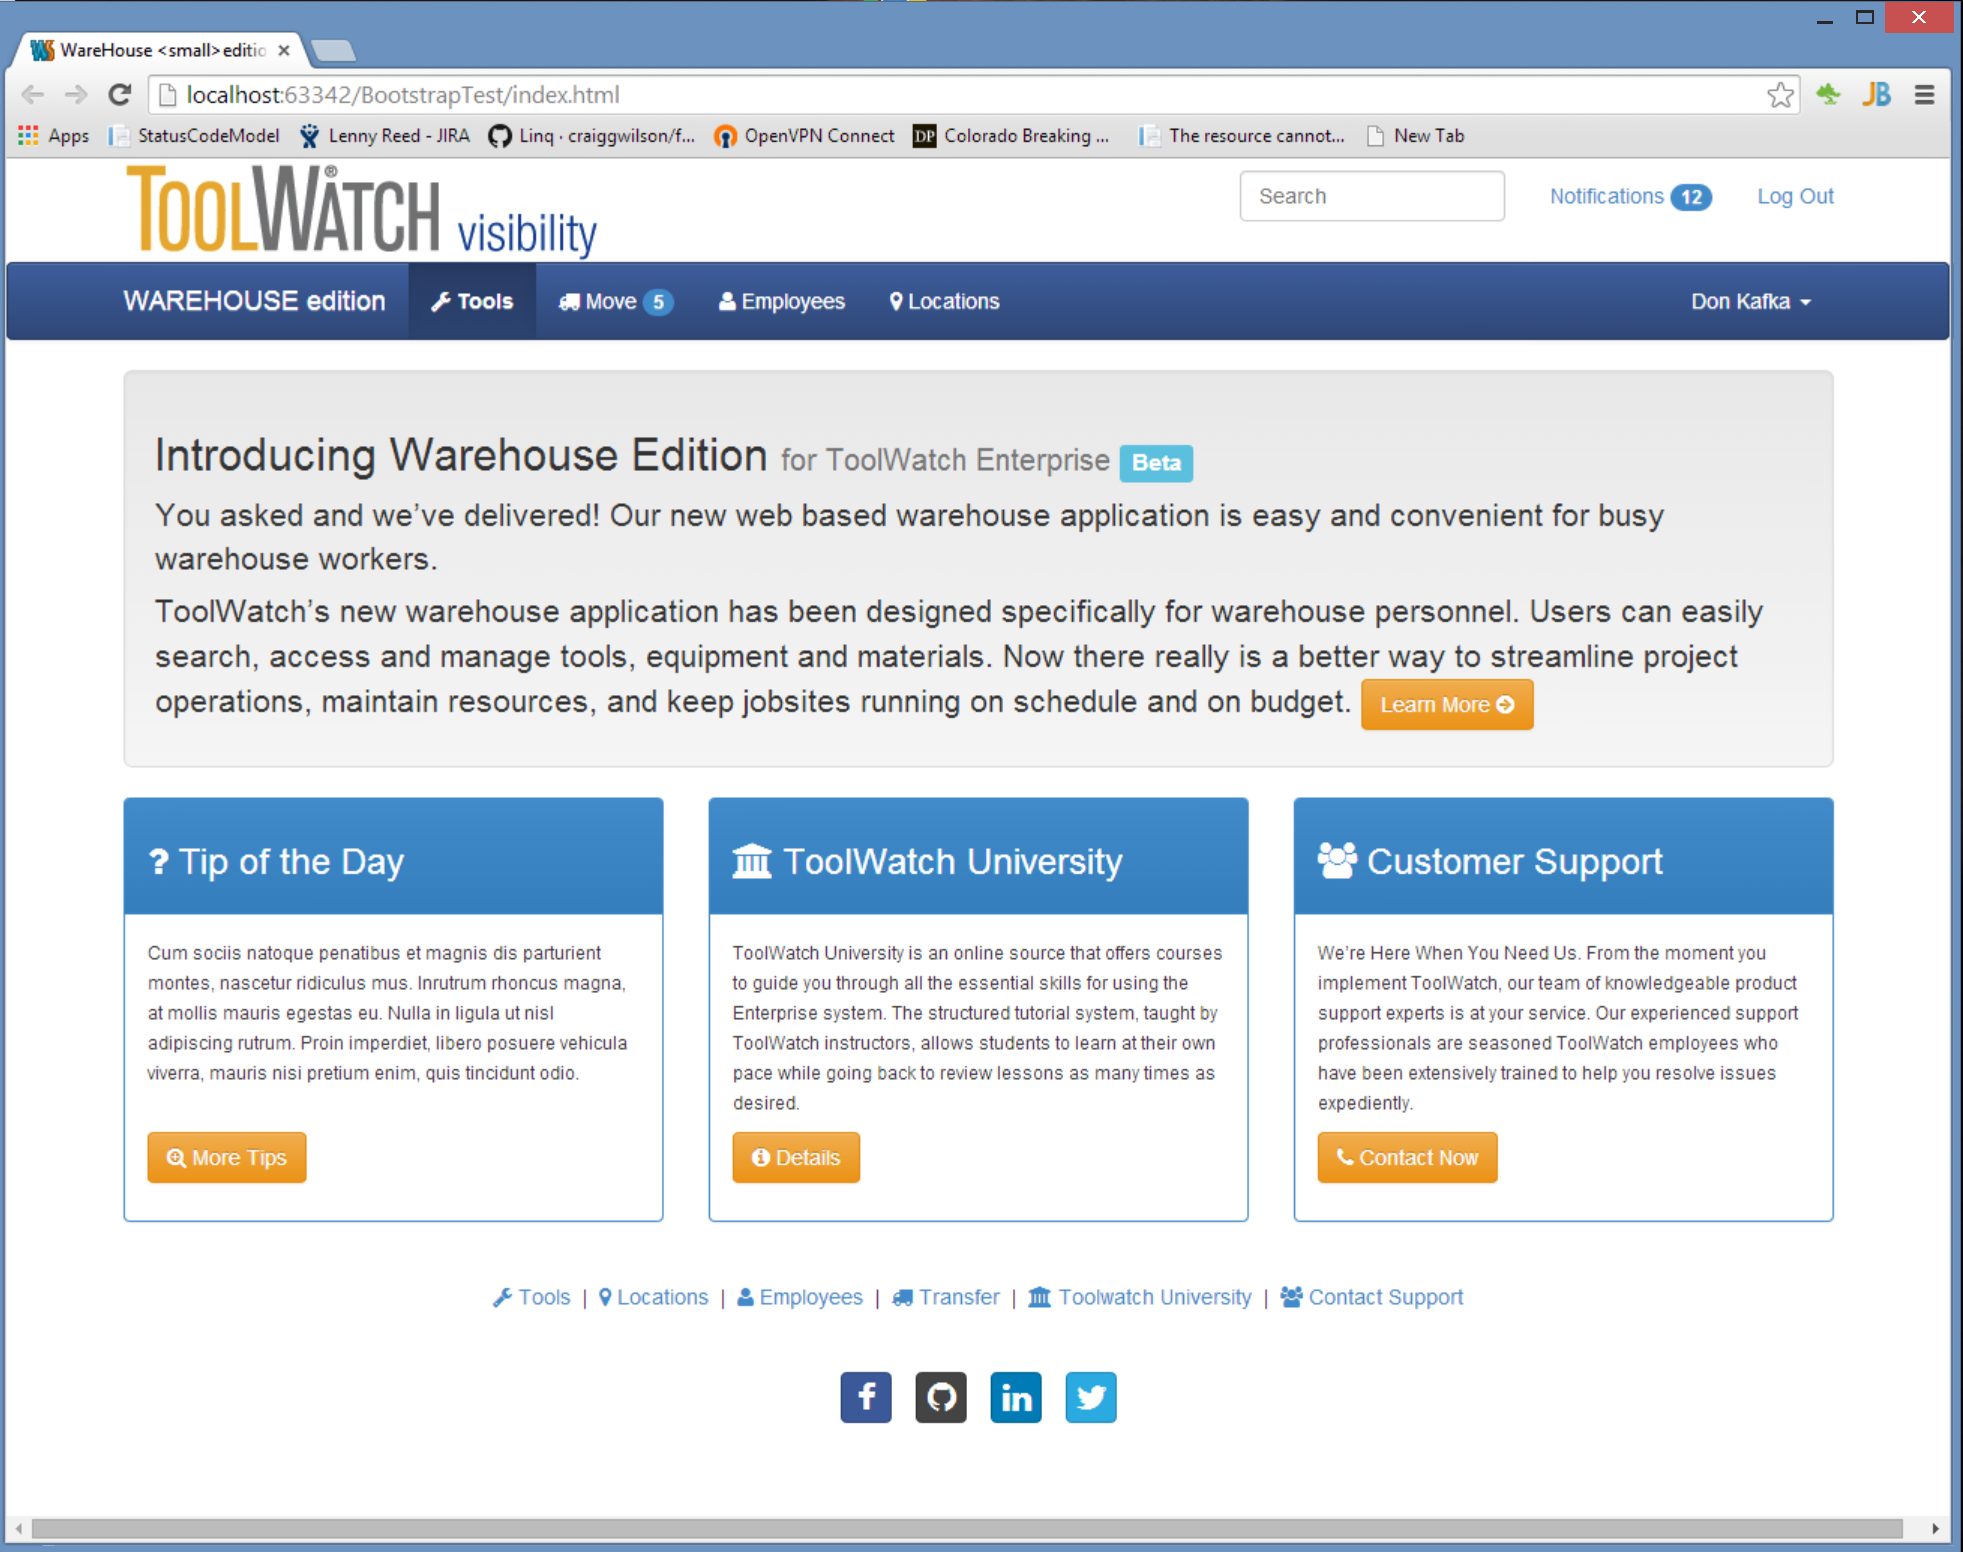 WareHouse <small>editio
localhost:63342/BootstrapTest/index.html
JB
Apps StatusCodeModel Lenny Reed - JIRA Linq · craiggwilson/f... OpenVPN Connect DP Colorado Breaking ... The resource cannot... New Tab
TOOLWATCH® visibility
Search Notifications 12 Log Out
WAREHOUSE edition Tools Move 5 Employees Locations Don Kafka
Introducing Warehouse Edition for ToolWatch Enterprise Beta
You asked and we’ve delivered! Our new web based warehouse application is easy and convenient for busy
warehouse workers.
ToolWatch’s new warehouse application has been designed specifically for warehouse personnel. Users can easily
search, access and manage tools, equipment and materials. Now there really is a better way to streamline project
operations, maintain resources, and keep jobsites running on schedule and on budget. Learn More
? Tip of the Day
Cum sociis natoque penatibus et magnis dis parturient
montes, nascetur ridiculus mus. Inrutrum rhoncus magna,
at mollis mauris egestas eu. Nulla in ligula ut nisl
adipiscing rutrum. Proin imperdiet, libero posuere vehicula
viverra, mauris nisi pretium enim, quis tincidunt odio.
More Tips
ToolWatch University
ToolWatch University is an online source that offers courses
to guide you through all the essential skills for using the
Enterprise system. The structured tutorial system, taught by
ToolWatch instructors, allows students to learn at their own
pace while going back to review lessons as many times as
desired.
Details
Customer Support
We’re Here When You Need Us. From the moment you
implement ToolWatch, our team of knowledgeable product
support experts is at your service. Our experienced support
professionals are seasoned ToolWatch employees who
have been extensively trained to help you resolve issues
expediently.
Contact Now
Tools | Locations | Employees | Transfer | Toolwatch University | Contact Support
f in